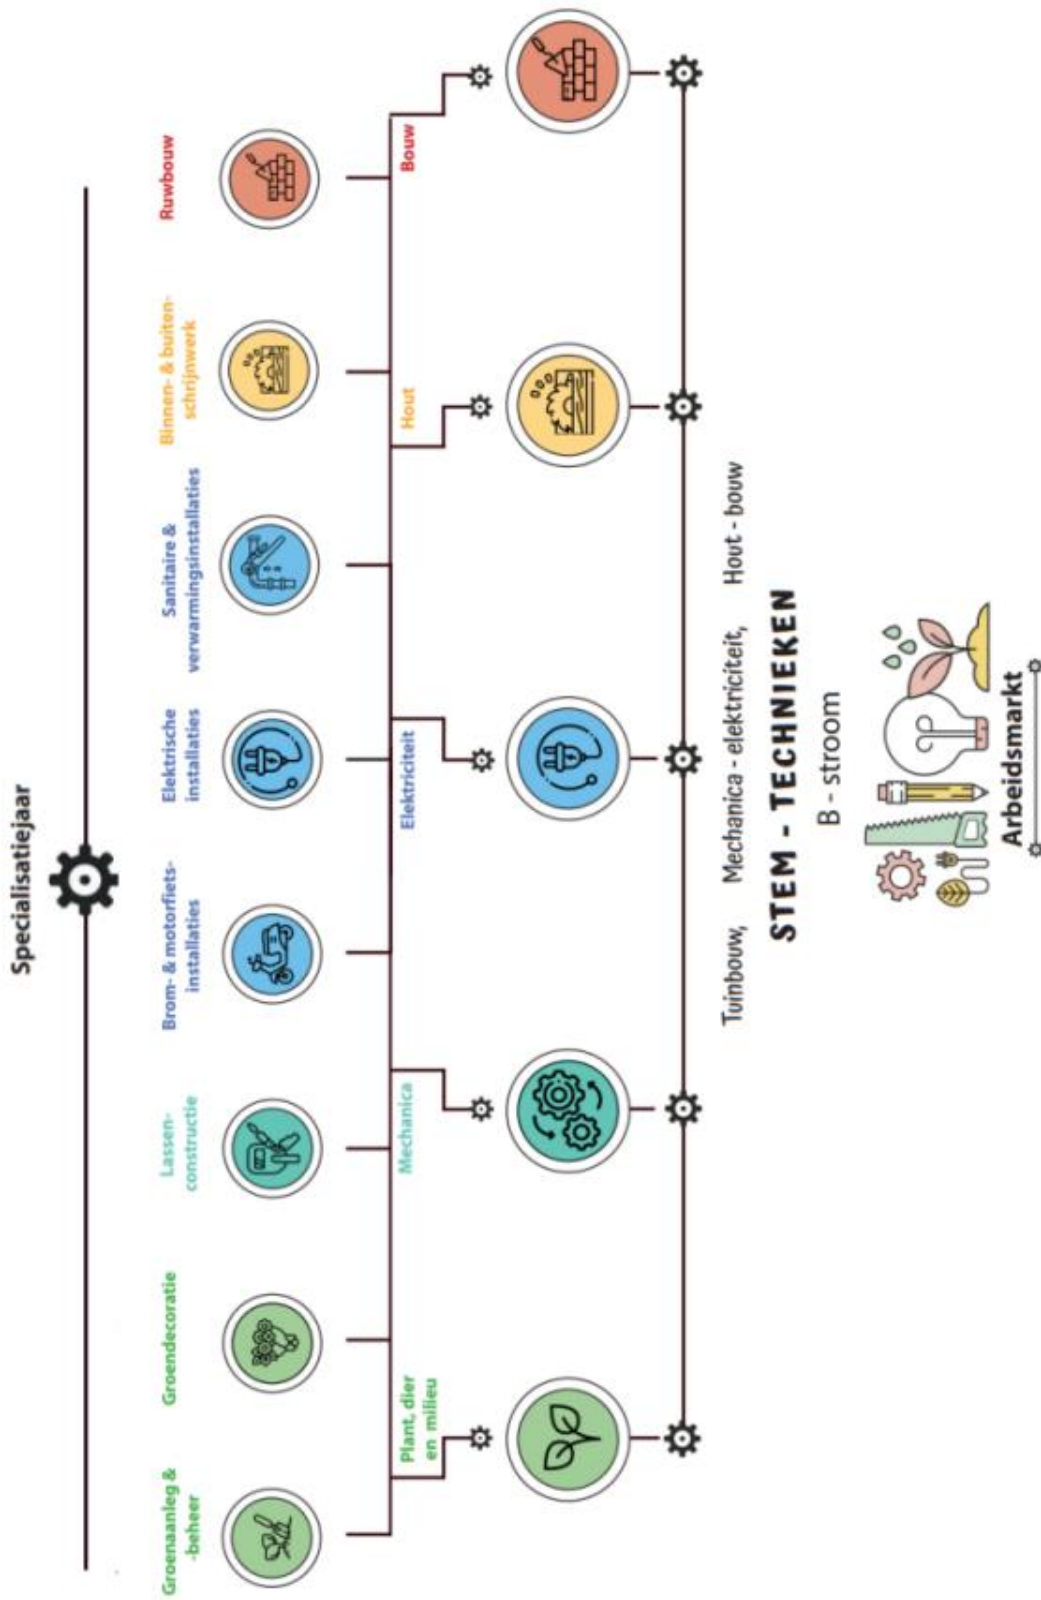 Specialisatiejaar
Groenaanleg &
-beheer
Groendecoratie
Lassen-
constructie
Brom- & motorfiets-
installaties
Elektrische
installaties
Sanitaire &
verwarmingsinstallaties
Binnen- & buiten-
schrijnwerk
Ruwbouw
Plant, dier
en milieu
Mechanica
Elektriciteit
Hout
Bouw
Tuinbouw, Mechanica - elektriciteit, Hout - bouw
STEM - TECHNIEKEN
B - stroom
Arbeidsmarkt